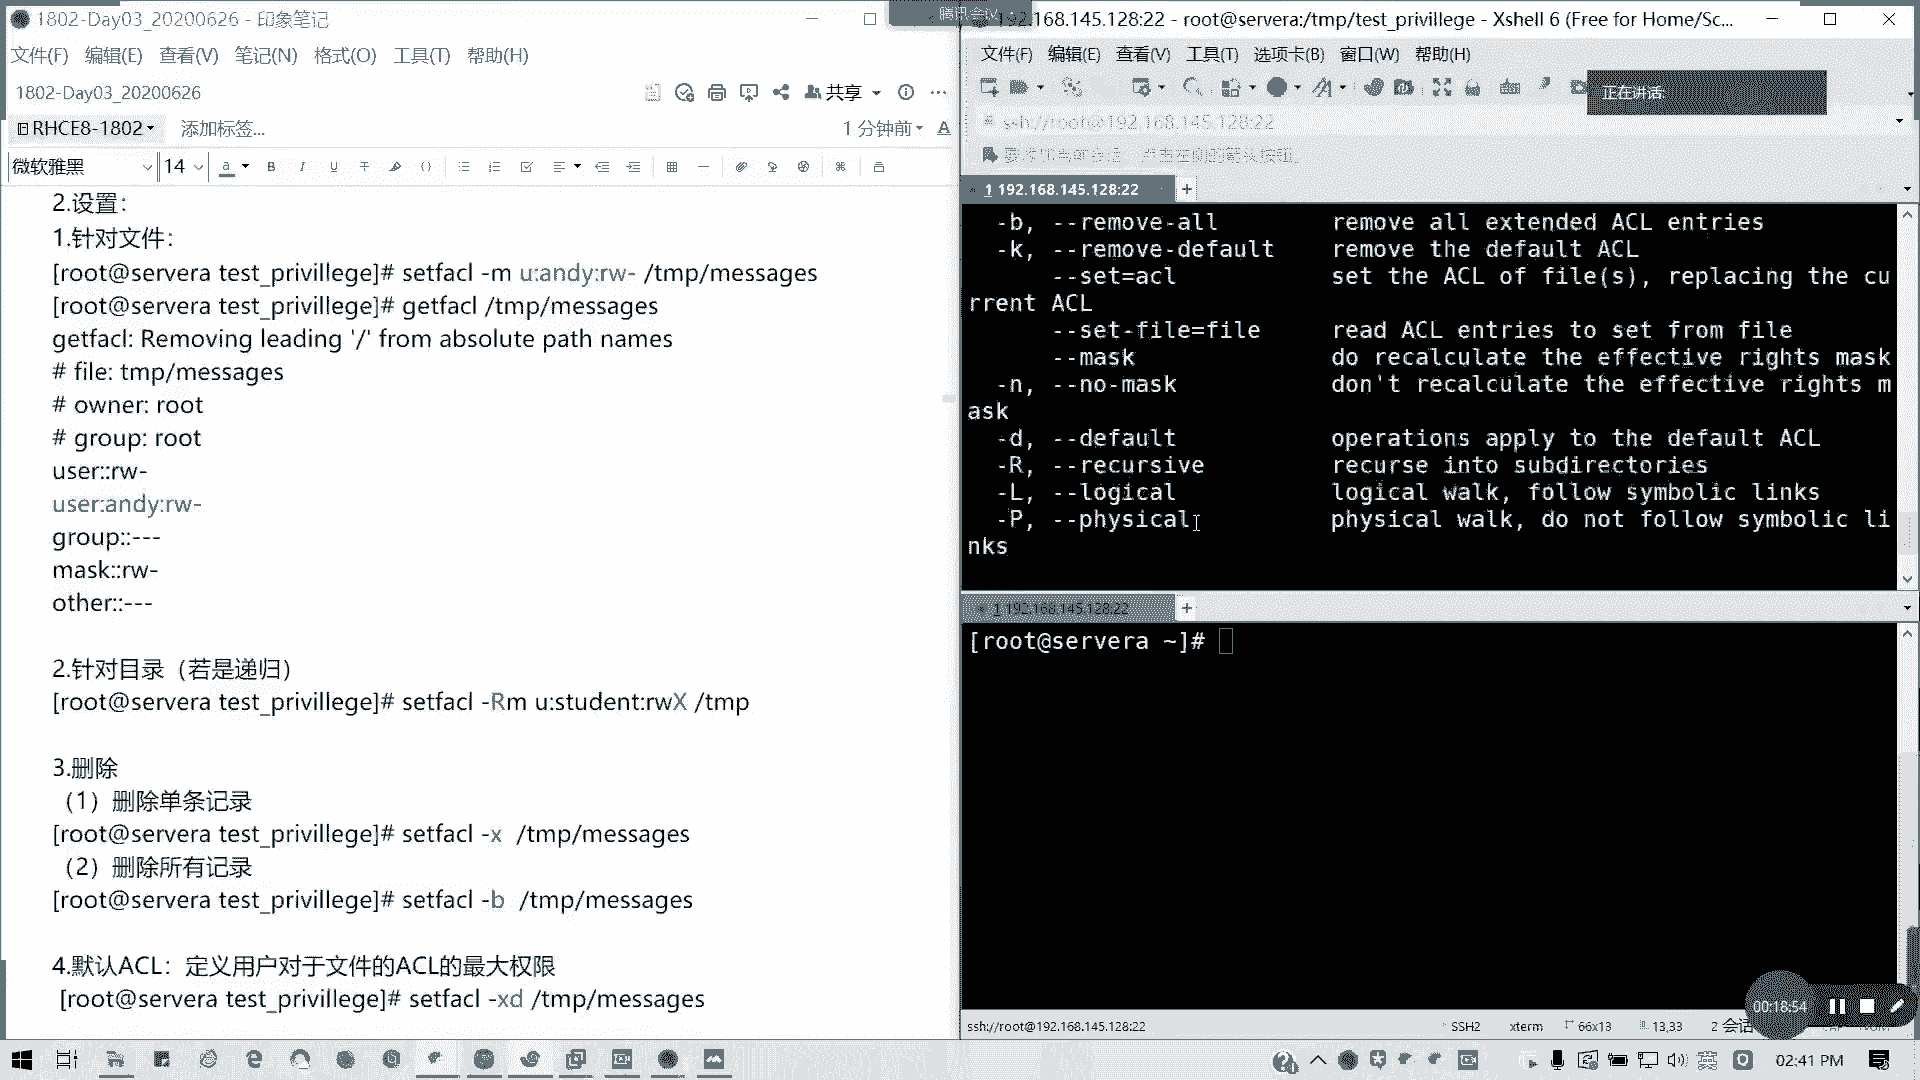 1802-Day03_20200626 - 印象笔记
文件(F) 编辑(E) 查看(V) 笔记(N) 格式(O) 工具(T) 帮助(H)
1802-Day03_20200626
共享
RHCE8-1802
添加标签...
1 分钟前
微软雅黑
14
2.设置：
1.针对文件：
[root@servera test_privillege]# setfacl -m u:andy:rw- /tmp/messages
[root@servera test_privillege]# getfacl /tmp/messages
getfacl: Removing leading '/' from absolute path names
# file: tmp/messages
# owner: root
# group: root
user::rw-
user:andy:rw-
group::---
mask::rw-
other::---
2.针对目录（若是递归）
[root@servera test_privillege]# setfacl -Rm u:student:rwX /tmp
3.删除
（1）删除单条记录
[root@servera test_privillege]# setfacl -x  /tmp/messages
（2）删除所有记录
[root@servera test_privillege]# setfacl -b  /tmp/messages
4.默认ACL：定义用户对于文件的ACL的最大权限
[root@servera test_privillege]# setfacl -xd /tmp/messages
腾讯会议
192.168.145.128:22 - root@servera:/tmp/test_privillege - Xshell 6 (Free for Home/Sc...
文件(F) 编辑(E) 查看(V) 工具(T) 选项卡(B) 窗口(W) 帮助(H)
正在讲话:
ssh://root@192.168.145.128:22
1 192.168.145.128:22
-b, --remove-all remove all extended ACL entries
-k, --remove-default remove the default ACL
--set=acl set the ACL of file(s), replacing the cu
rrent ACL
--set-file=file read ACL entries to set from file
--mask do recalculate the effective rights mask
-n, --no-mask don't recalculate the effective rights m
ask
-d, --default operations apply to the default ACL
-R, --recursive recurse into subdirectories
-L, --logical logical walk, follow symbolic links
-P, --physical physical walk, do not follow symbolic li
nks
1 192.168.145.128:22
[root@servera ~]#
00:18:54
ssh://root@192.168.145.128:22
SSH2
xterm
66x13
13,33
2 会话
02:41 PM